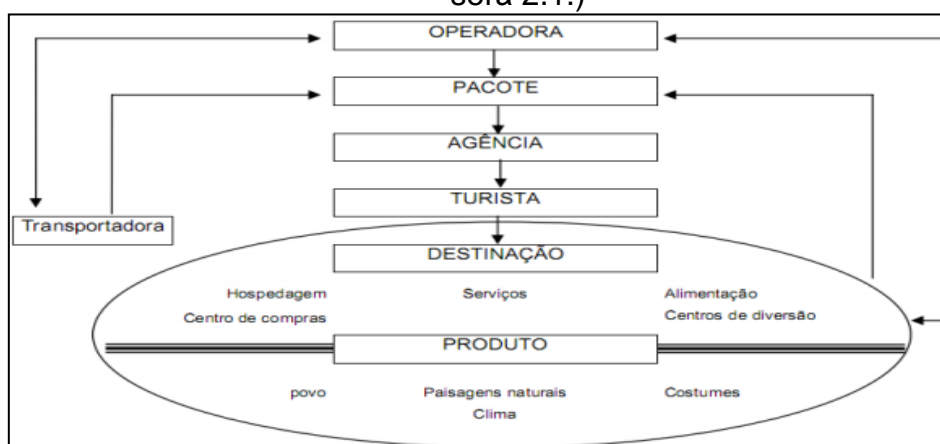 OPERADORA
PACOTE
AGÊNCIA
TURISTA
Transportadora
DESTINAÇÃO
Hospedagem Serviços Alimentação
Centro de compras Centros de diversão
PRODUTO
povo Paisagens naturais Costumes
Clima